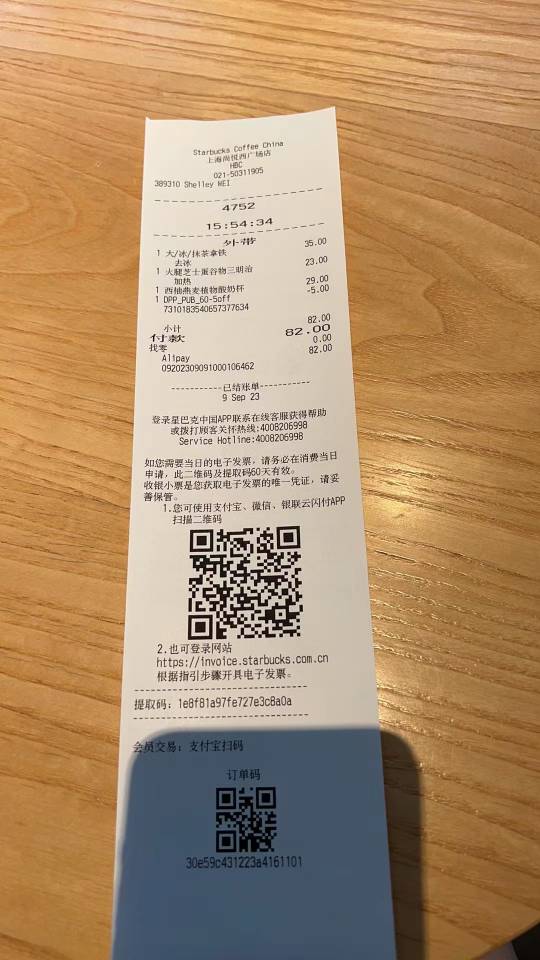 Starbucks Coffee China
上海尚悦西广场店
HBC
021-50311905
389310 Shelley WEI
4752
15:54:34
外带
1 大/冰/抹茶拿铁 35.00
去冰
1 火腿芝士蛋谷物三明治 23.00
加热
1 西柚燕麦植物酸奶杯 29.00
1 DPP_PUB_60-5off -5.00
7310183540657377634
小计 82.00
付款 82.00
找零 0.00
Alipay 82.00
09202309091000106462
-----------已结账单-----------
9 Sep 23
登录星巴克中国APP联系在线客服获得帮助
或拨打顾客关怀热线:4008206998
Service Hotline:4008206998
如您需要当日的电子发票，请务必在消费当日
申请，此二维码及提取码60天有效。
收银小票是您获取电子发票的唯一凭证，请妥
善保管。
1.您可使用支付宝、微信、银联云闪付APP
扫描二维码
2.也可登录网站
https://invoice.starbucks.com.cn
根据指引步骤开具电子发票。
提取码：1e8f81a97fe727e3c8a0a
会员交易：支付宝扫码
订单码
30e59c431223a4161101